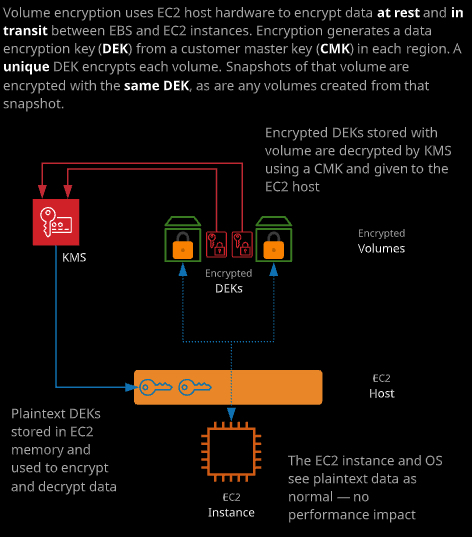 Volume encryption uses EC2 host hardware to encrypt data at rest and in
transit between EBS and EC2 instances. Encryption generates a data
encryption key (DEK) from a customer master key (CMK) in each region. A
unique DEK encrypts each volume. Snapshots of that volume are
encrypted with the same DEK, as are any volumes created from that
snapshot.
Encrypted DEKs stored with
volume are decrypted by KMS
using a CMK and given to the
EC2 host
KMS
Encrypted
DEKs
Encrypted
Volumes
EC2
Host
Plaintext DEKs
stored in EC2
memory and
used to encrypt
and decrypt data
EC2
Instance
The EC2 instance and OS
see plaintext data as
normal — no
performance impact